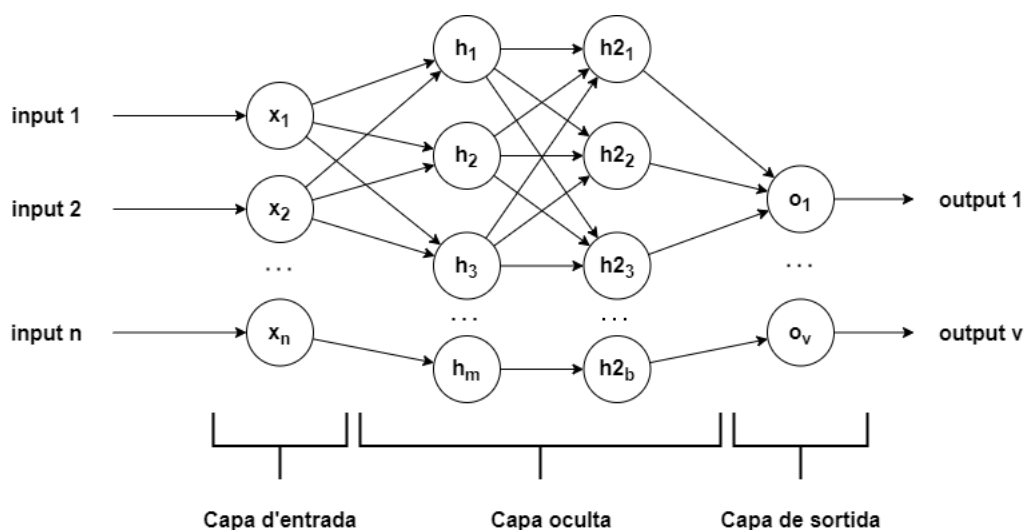 h₁
h2₁
input 1
x₁
h₂
h2₂
input 2
x₂
o₁
output 1
h₃
h2₃
...
...
...
...
input n
xₙ
hₘ
h2_b
oᵥ
output v
Capa d'entrada
Capa oculta
Capa de sortida